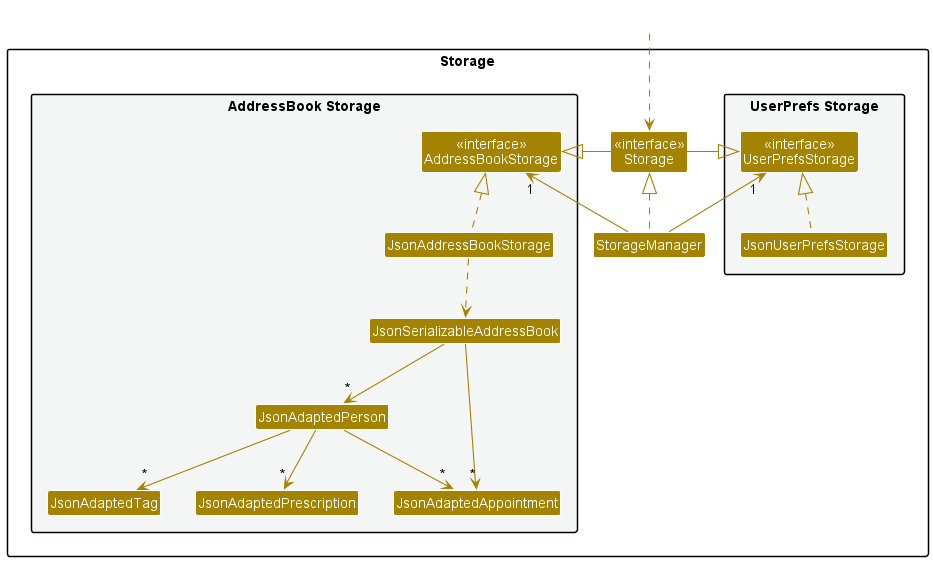 Storage
AddressBook Storage
UserPrefs Storage
«interface»
AddressBookStorage
«interface»
Storage
«interface»
UserPrefsStorage
1
1
JsonAddressBookStorage
StorageManager
JsonUserPrefsStorage
JsonSerializableAddressBook
*
JsonAdaptedPerson
*
*
*
*
JsonAdaptedTag
JsonAdaptedPrescription
JsonAdaptedAppointment